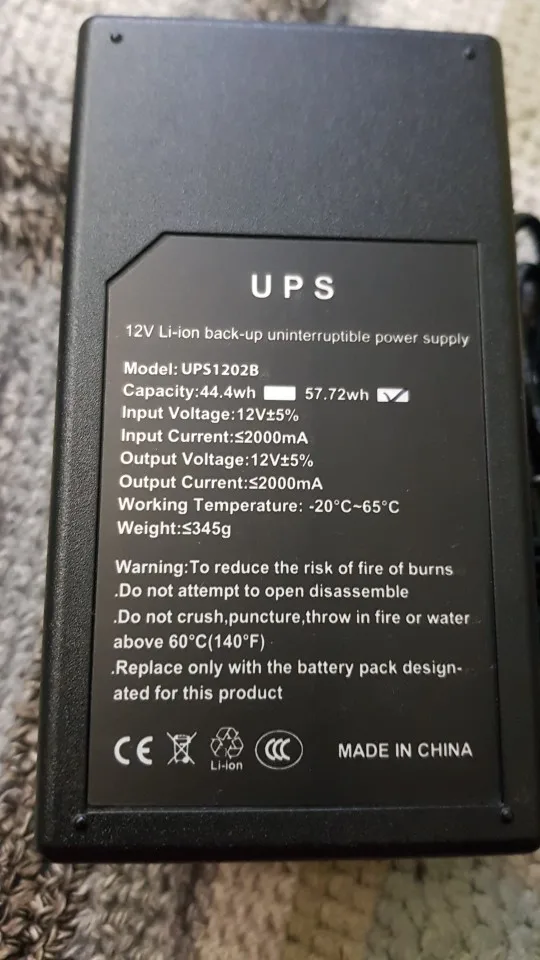 UPS
12V Li-ion back-up uninterruptible power supply
Model: UPS1202B
Capacity:44.4wh 57.72wh
Input Voltage:12V±5%
Input Current:≤2000mA
Output Voltage:12V±5%
Output Current:≤2000mA
Working Temperature: -20°C~65°C
Weight:≤345g
Warning:To reduce the risk of fire of burns
.Do not attempt to open disassemble
.Do not crush,puncture,throw in fire or water
above 60°C(140°F)
.Replace only with the battery pack design-
ated for this product
CE Li-ion CCC MADE IN CHINA